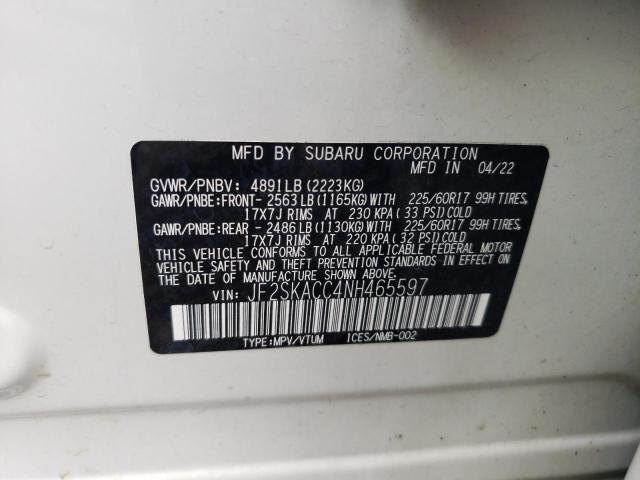 MFD BY SUBARU CORPORATION
MFD IN 04/22
GVWR/PNBV: 4891LB(2223KG)
GAWR/PNBE:FRONT- 2563LB(1165KG)WITH 225/60R17 99H TIRES,
17X7J RIMS AT 230 KPA(33 PSI)COLD
GAWR/PNBE:REAR - 2486LB(1130KG)WITH 225/60R17 99H TIRES,
17X7J RIMS AT 220 KPA(32 PSI)COLD
THIS VEHICLE CONFORMS TO ALL APPLICABLE FEDERAL MOTOR
VEHICLE SAFETY AND THEFT PREVENTION STANDARDS IN EFFECT ON
THE DATE OF MANUFACTURE SHOWN ABOVE.
VIN: JF2SKACC4NH465597
TYPE:MPV/VTUM ICES/NMB-002